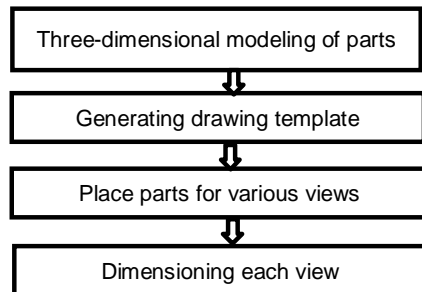 Three-dimensional modeling of parts
Generating drawing template
Place parts for various views
Dimensioning each view